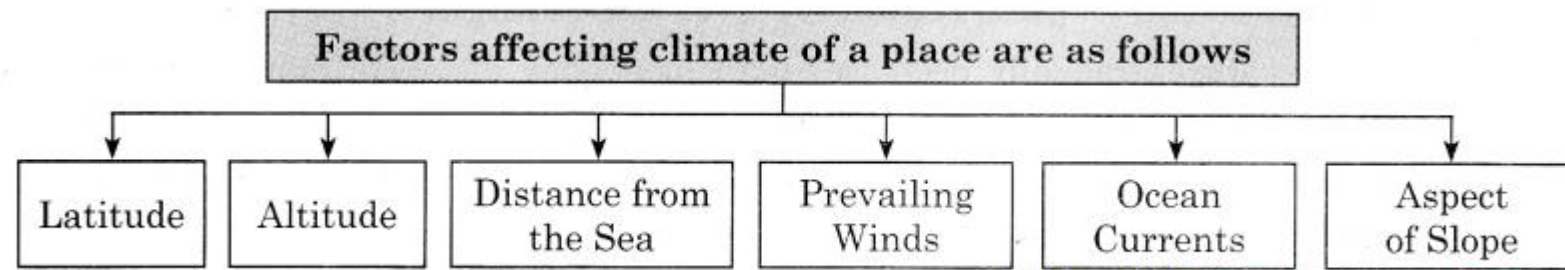 Factors affecting climate of a place are as follows
Latitude
Altitude
Distance from
the Sea
Prevailing
Winds
Ocean
Currents
Aspect
of Slope